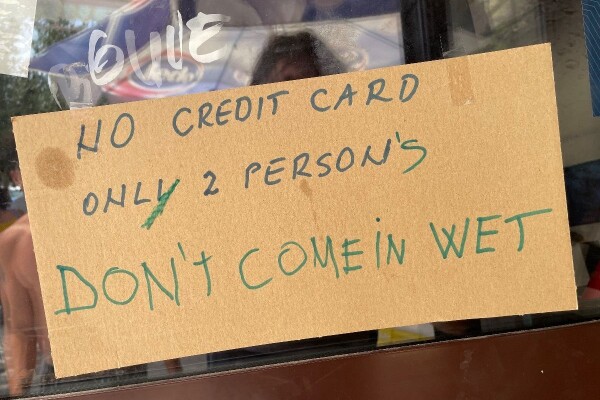 NO CREDIT CARD
ONLY 2 PERSON'S
DON'T COME IN WET